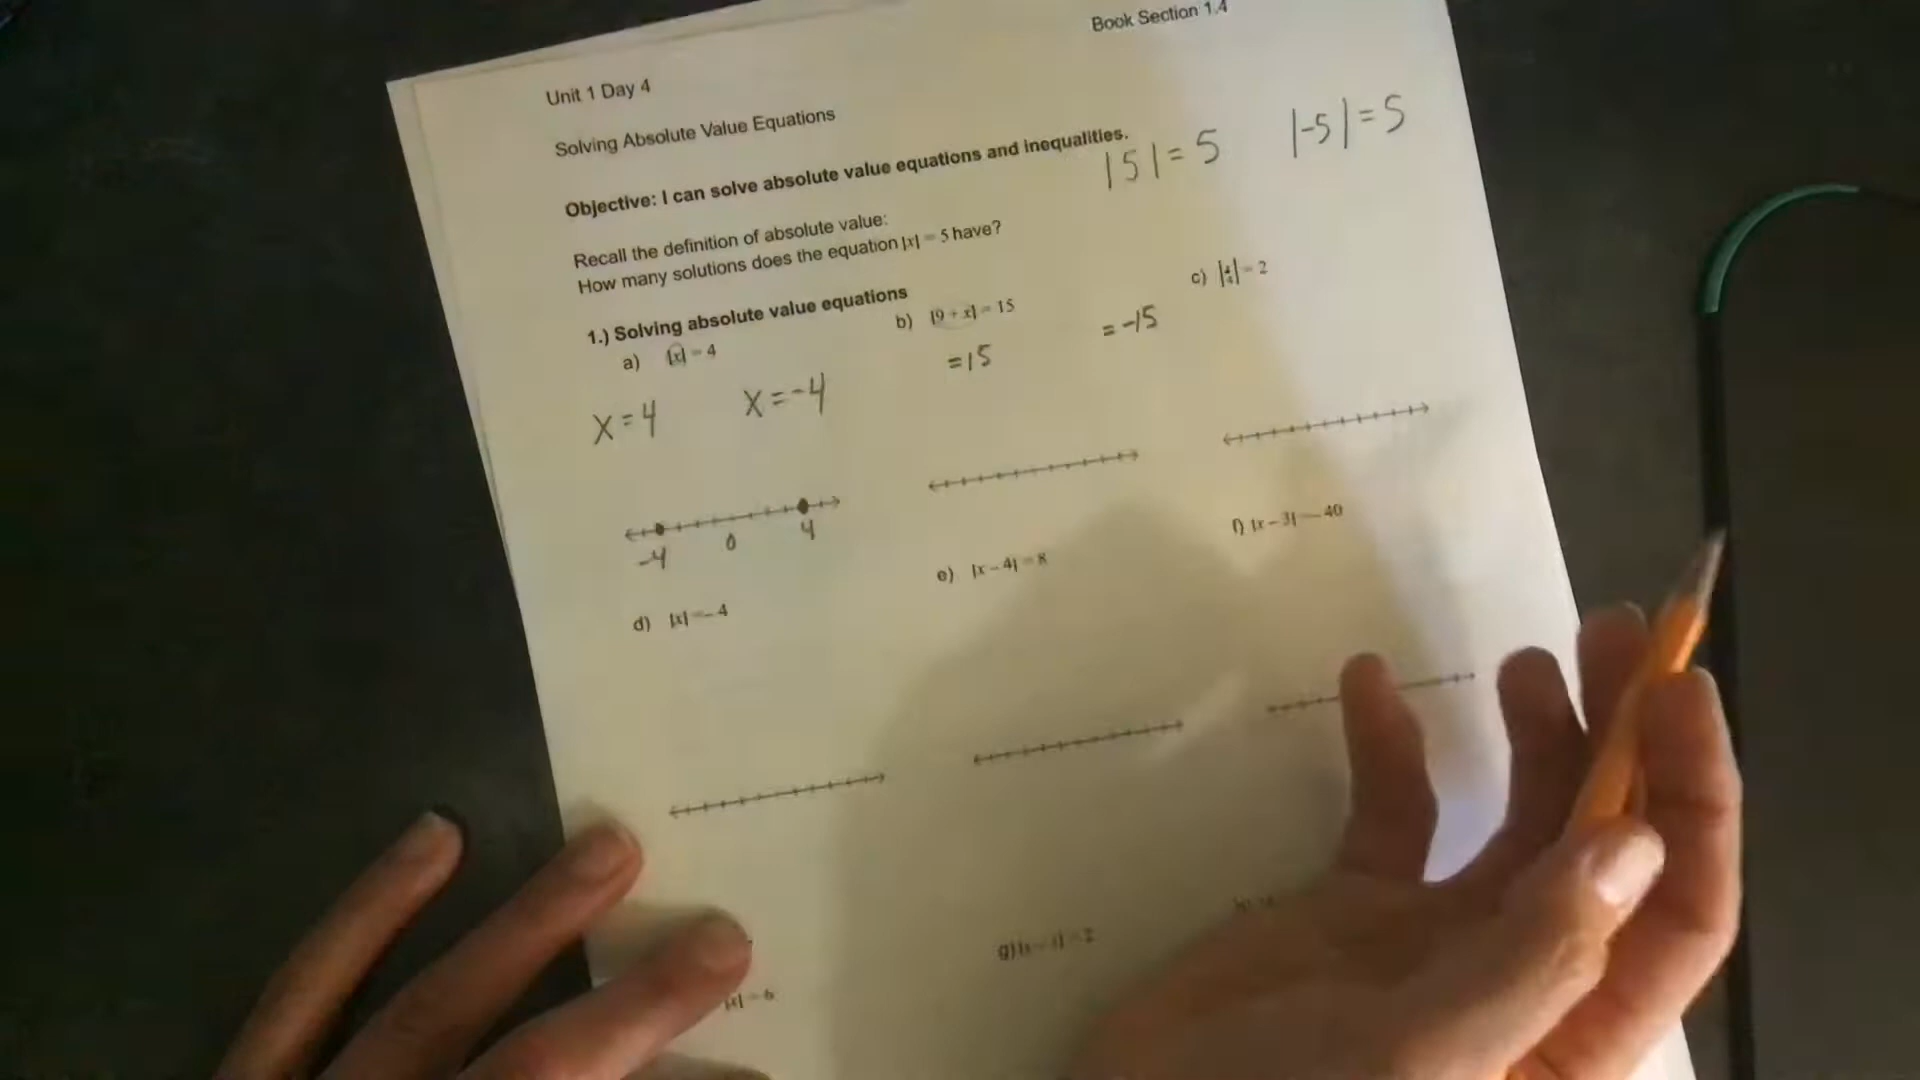 Book Section 1.4
Unit 1 Day 4
Solving Absolute Value Equations
Objective: I can solve absolute value equations and inequalities.
|5| = 5 |-5| = 5
Recall the definition of absolute value:
How many solutions does the equation |x| = 5 have?
1.) Solving absolute value equations
a) |x| = 4 b) |9 + x| = 15 c) = 2
x = 4 x = -4 = 15 = -15
-4 0 4
d) |x| = -4 e) |x - 4| = 8 f) |x - 3| = -40
g) = 2
= 6